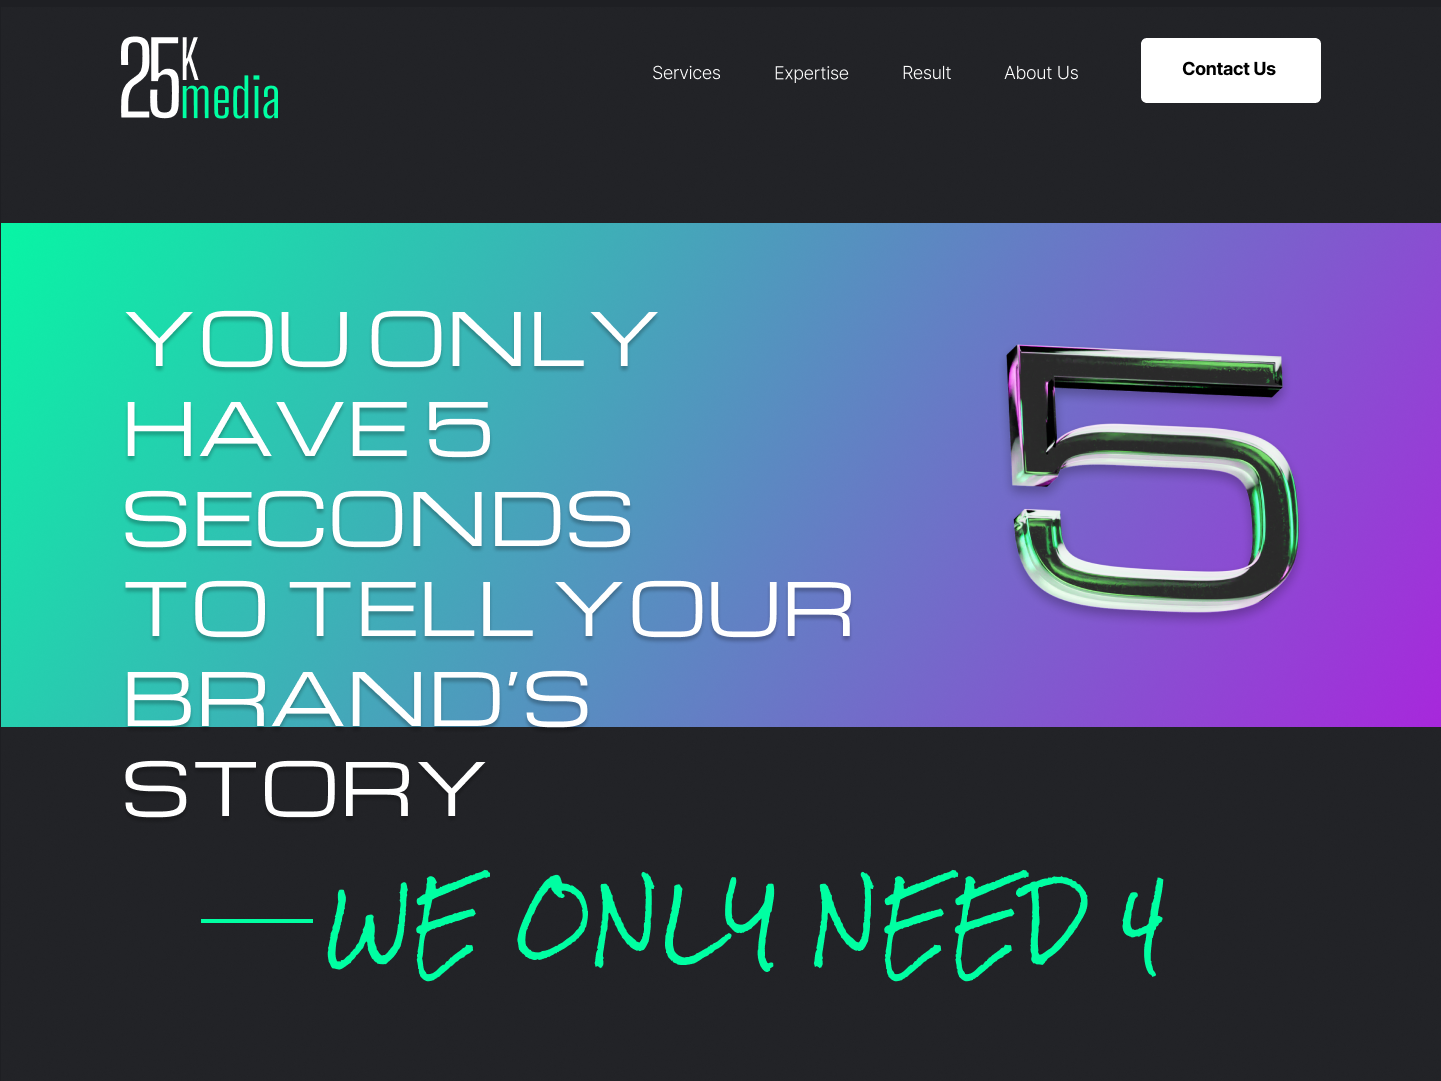 25K
media
Services Expertise Result About Us Contact Us
YOU ONLY
HAVE 5
SECONDS
TO TELL YOUR
BRAND’S
STORY
5
WE ONLY NEED 4